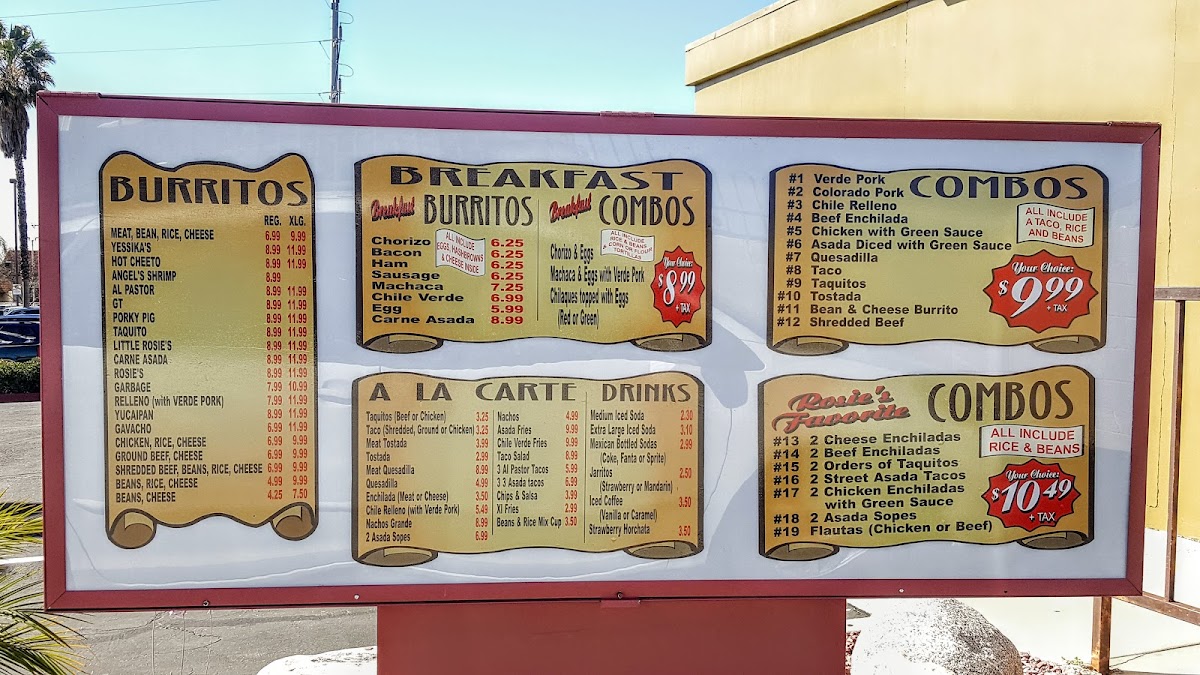 BURRITOS
REG. XLG.
MEAT, BEAN, RICE, CHEESE 6.99 9.99
YESSIKA'S 8.99 11.99
HOT CHEETO 8.99 11.99
ANGEL'S SHRIMP 8.99
AL PASTOR 8.99 11.99
GT 8.99 11.99
PORKY PIG 8.99 11.99
TAQUITO 8.99 11.99
LITTLE ROSIE'S 8.99 11.99
CARNE ASADA 8.99 11.99
ROSIE'S 8.99 11.99
GARBAGE 7.99 10.99
RELLENO (with VERDE PORK) 7.99 11.99
YUCAIPAN 8.99 11.99
GAVACHO 6.99 11.99
CHICKEN, RICE, CHEESE 6.99 9.99
GROUND BEEF, CHEESE 6.99 9.99
SHREDDED BEEF, BEANS, RICE, CHEESE 6.99 9.99
BEANS, RICE, CHEESE 4.99 9.99
BEANS, CHEESE 4.25 7.50
BREAKFAST
Breakfast BURRITOS
ALL INCLUDE
EGGS, HASHBROWNS
& CHEESE INSIDE
Chorizo 6.25
Bacon 6.25
Ham 6.25
Sausage 6.25
Machaca 7.25
Chile Verde 6.99
Egg 5.99
Carne Asada 8.99
Breakfast COMBOS
ALL INCLUDE
RICE & BEANS
CORN OR FLOUR
TORTILLAS
Chorizo & Eggs
Machaca & Eggs with Verde Pork
Chilaques topped with Eggs
(Red or Green)
Your Choice:
$8.99
+ TAX
A LA CARTE
Taquitos (Beef or Chicken) 3.25
Taco (Shredded, Ground or Chicken) 3.25
Meat Tostada 3.99
Tostada 2.99
Meat Quesadilla 8.99
Quesadilla 4.99
Enchilada (Meat or Cheese) 3.50
Chile Relleno (with Verde Pork) 5.49
Nachos Grande 8.99
2 Asada Sopes 6.99
Nachos 4.99
Asada Fries 9.99
Chile Verde Fries 9.99
Taco Salad 8.99
3 Al Pastor Tacos 5.99
3 3 Asada tacos 6.99
Chips & Salsa 3.99
Xl Fries 2.99
Beans & Rice Mix Cup 3.50
DRINKS
Medium Iced Soda 2.30
Extra Large Iced Soda 3.10
Mexican Bottled Sodas 2.99
(Coke, Fanta or Sprite)
Jarritos 2.50
(Strawberry or Mandarin)
Iced Coffee 3.50
(Vanilla or Caramel)
Strawberry Horchata 3.50
COMBOS
ALL INCLUDE
A TACO, RICE
AND BEANS
#1 Verde Pork
#2 Colorado Pork
#3 Chile Relleno
#4 Beef Enchilada
#5 Chicken with Green Sauce
#6 Asada Diced with Green Sauce
#7 Quesadilla
#8 Taco
#9 Taquitos
#10 Tostada
#11 Bean & Cheese Burrito
#12 Shredded Beef
Your Choice:
$9.99
+ TAX
Rosie's
Favorite COMBOS
ALL INCLUDE
RICE & BEANS
#13 2 Cheese Enchiladas
#14 2 Beef Enchiladas
#15 2 Orders of Taquitos
#16 2 Street Asada Tacos
#17 2 Chicken Enchiladas
with Green Sauce
#18 2 Asada Sopes
#19 Flautas (Chicken or Beef)
Your Choice:
$10.49
+ TAX